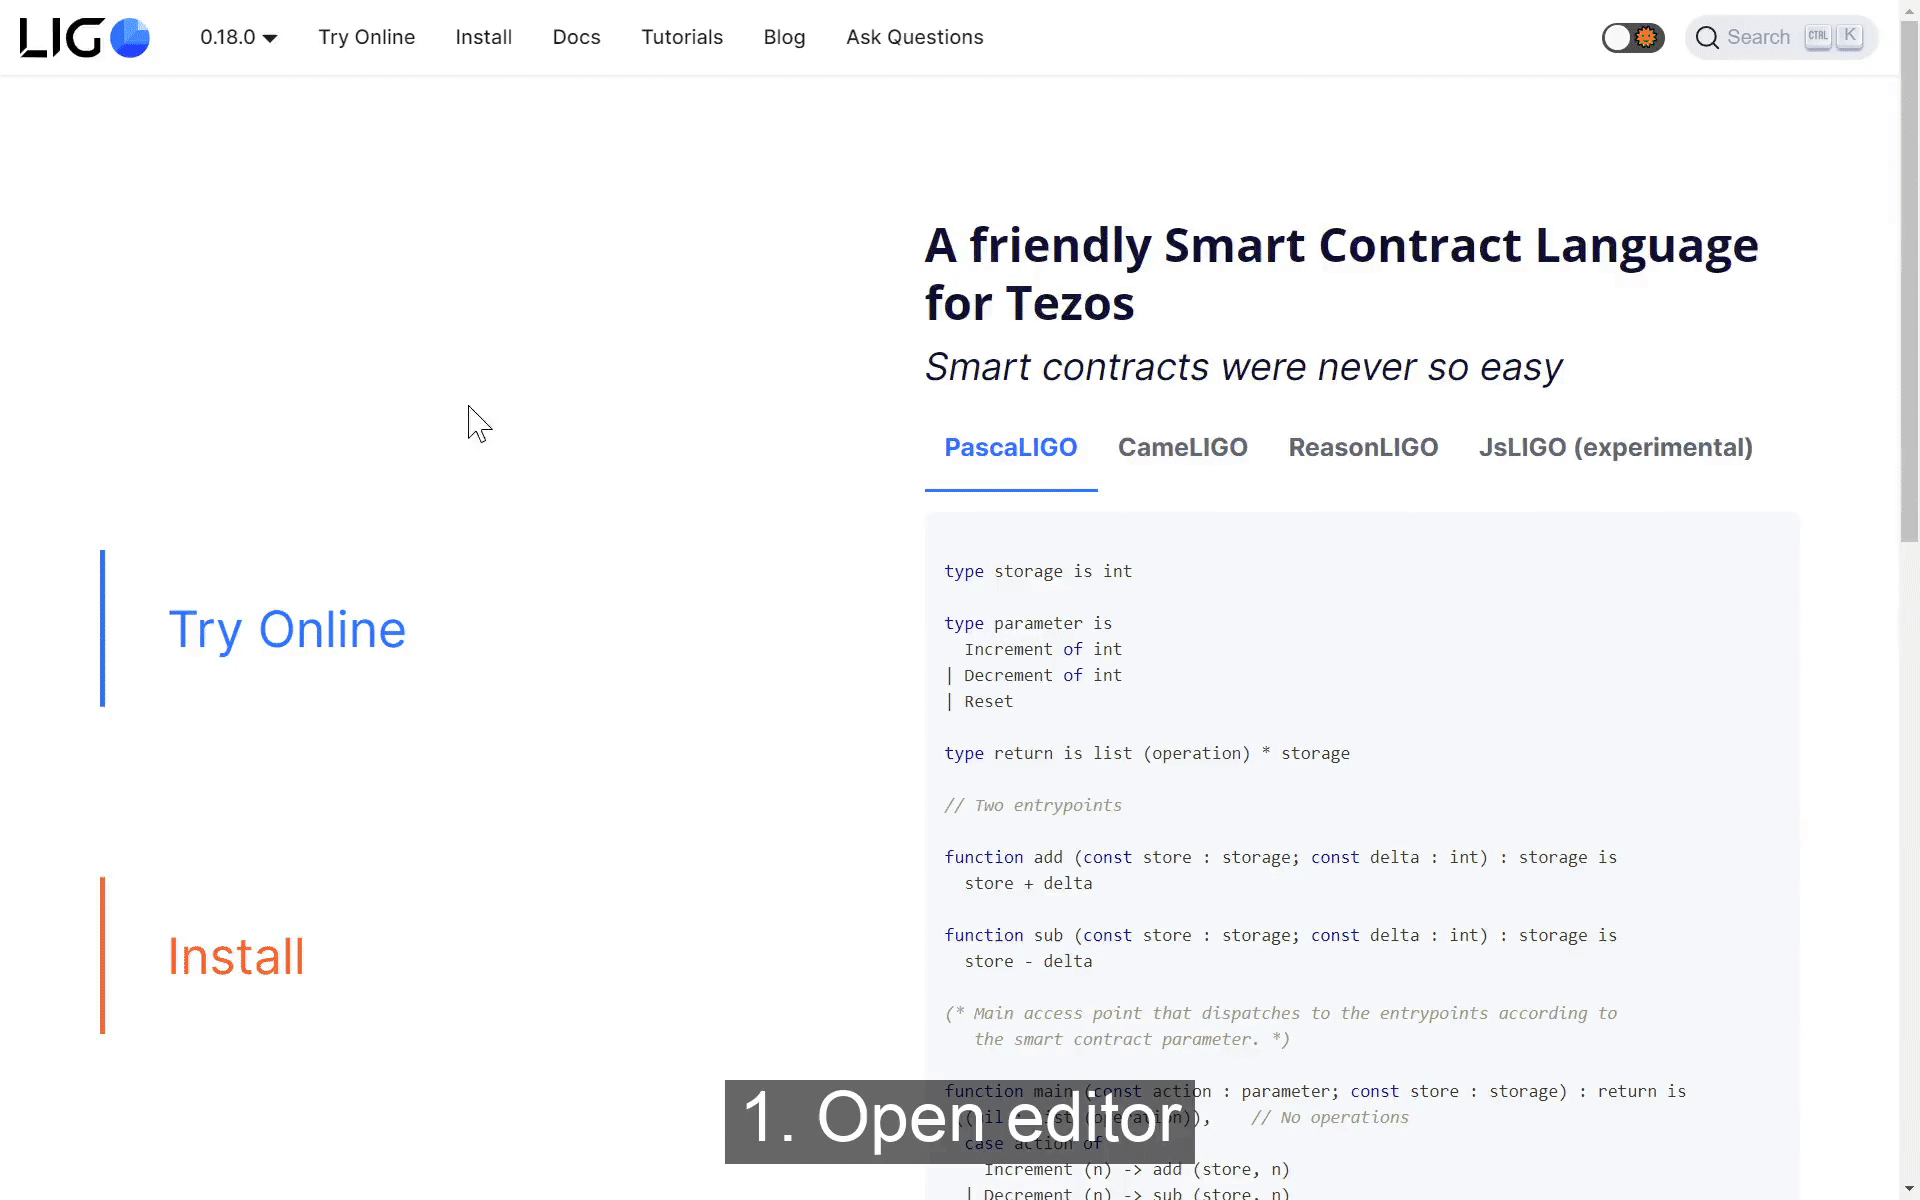 LIGO
0.18.0
Try Online
Install
Docs
Tutorials
Blog
Ask Questions
Search
CTRL
K
A friendly Smart Contract Language
for Tezos
Smart contracts were never so easy
PascaLIGO
CameLIGO
ReasonLIGO
JsLIGO (experimental)
Try Online
Install
type storage is int
type parameter is
Increment of int
| Decrement of int
| Reset
type return is list (operation) * storage
// Two entrypoints
function add (const store : storage; const delta : int) : storage is
store + delta
function sub (const store : storage; const delta : int) : storage is
store - delta
(* Main access point that dispatches to the entrypoints according to
the smart contract parameter. *)
function main (const action : parameter; const store : storage) : return is
((nil : list (operation)), // No operations
case action of
Increment (n) -> add (store, n)
| Decrement (n) -> sub (store, n)
1. Open editor